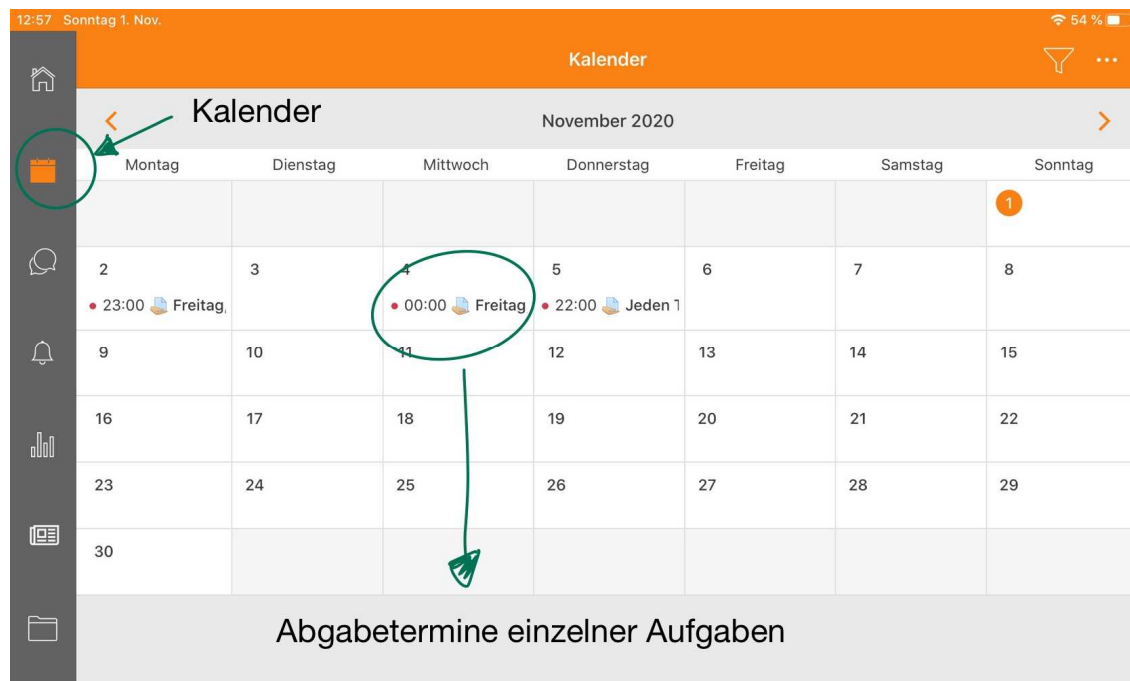 12:57 Sonntag 1. Nov. 54 %
Kalender
Kalender
November 2020
Montag Dienstag Mittwoch Donnerstag Freitag Samstag Sonntag
1
2 3 4 5 6 7 8
23:00 Freitag, 00:00 Freitag 22:00 Jeden
9 10 11 12 13 14 15
16 17 18 19 20 21 22
23 24 25 26 27 28 29
30
Abgabetermine einzelner Aufgaben